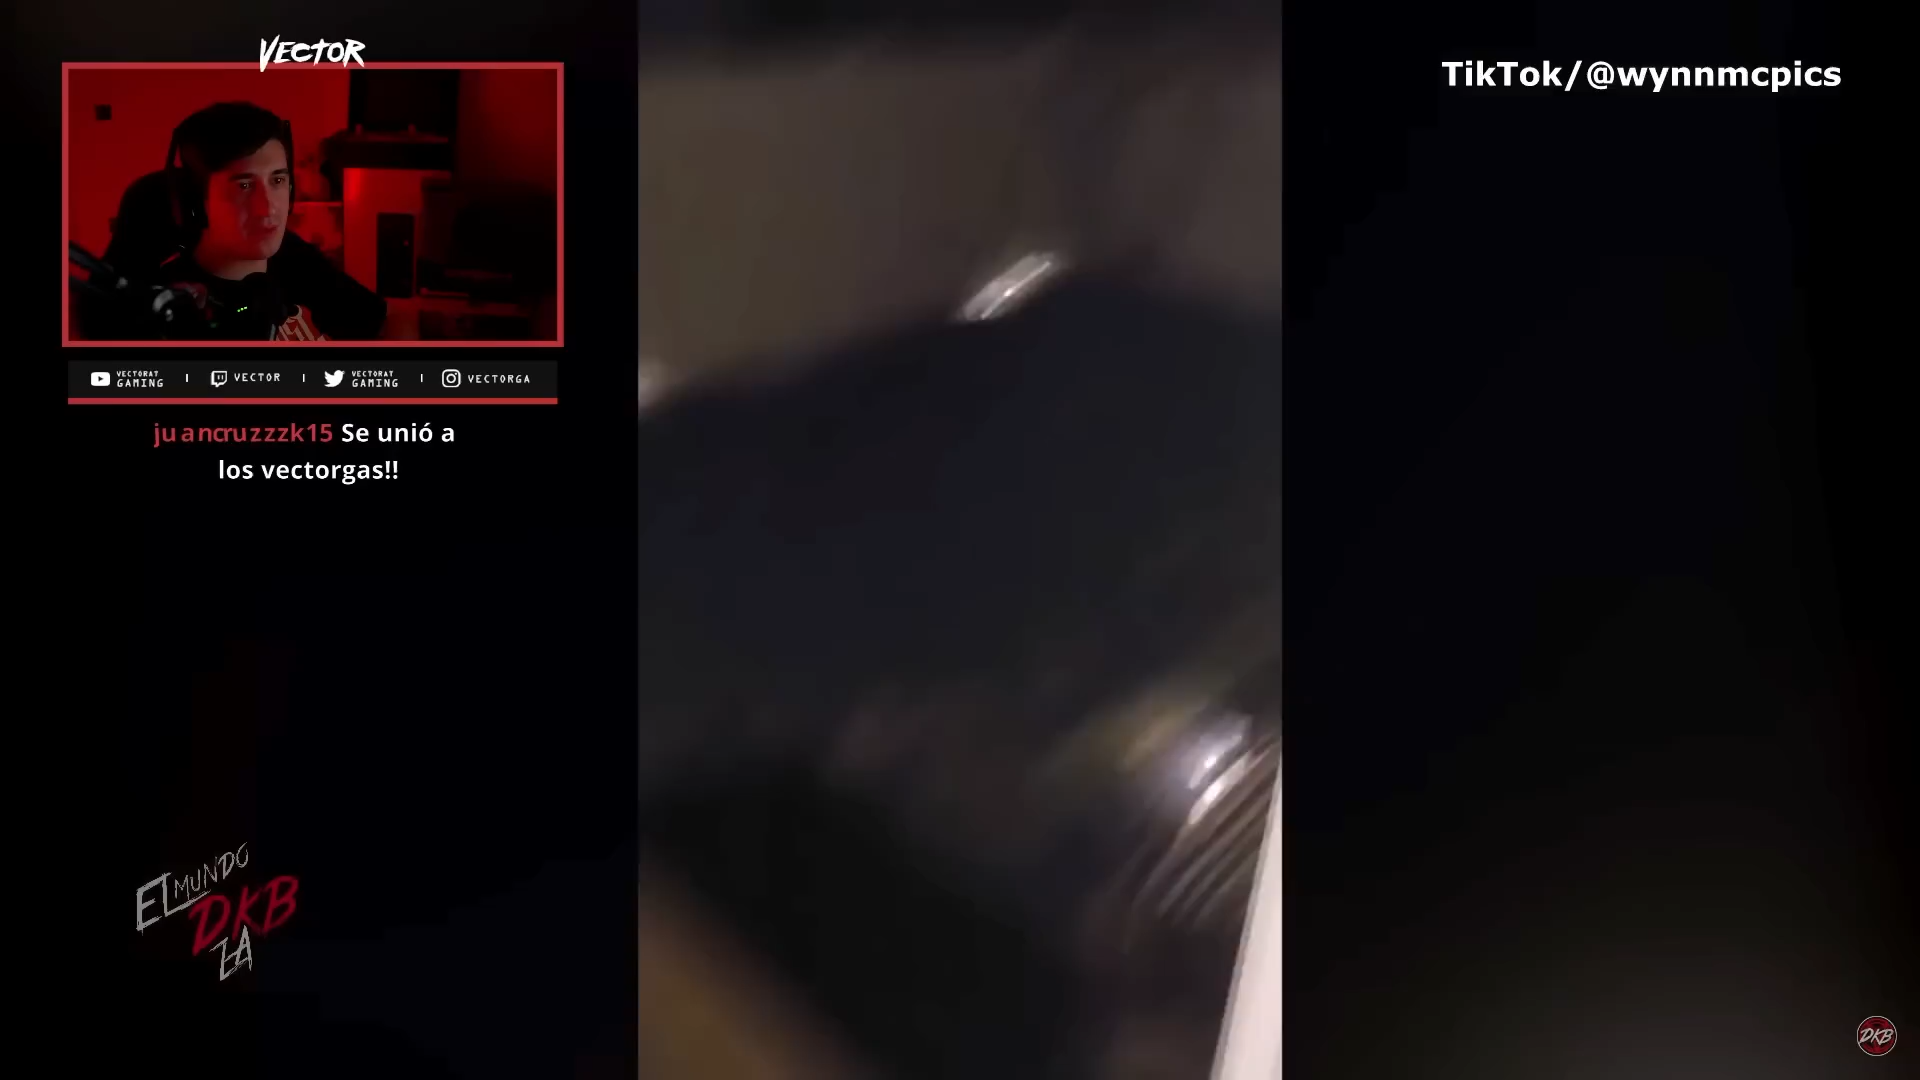 VECTOR
TikTok/@wynnmcpics
VECTORAT GAMING | VECTOR | VECTORAT GAMING | VECTORGA
juancruzzzk15 Se unió a
los vectorgas!!
EL MUNDO
DKB
ZA
DKB